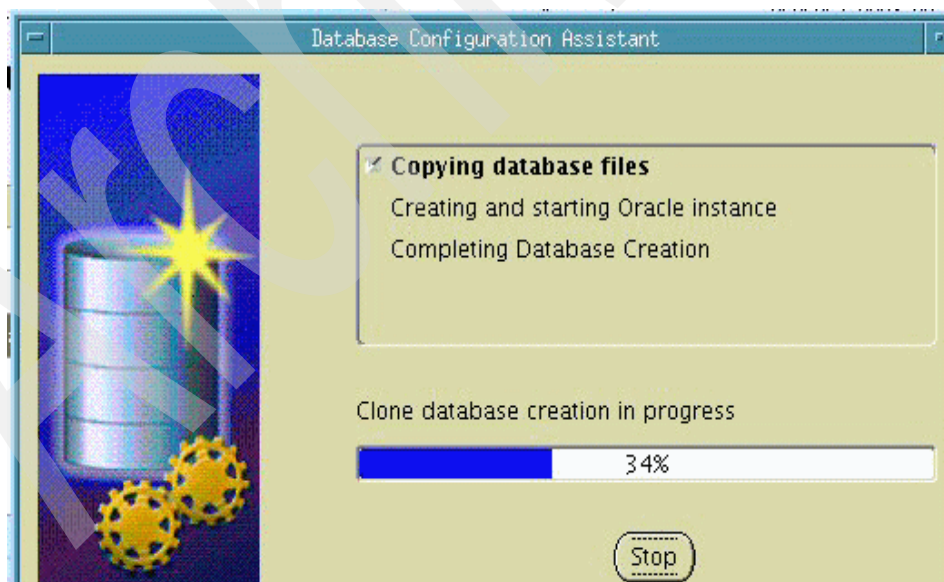 Database Configuration Assistant
Copying database files
Creating and starting Oracle instance
Completing Database Creation
Clone database creation in progress
34%
Stop